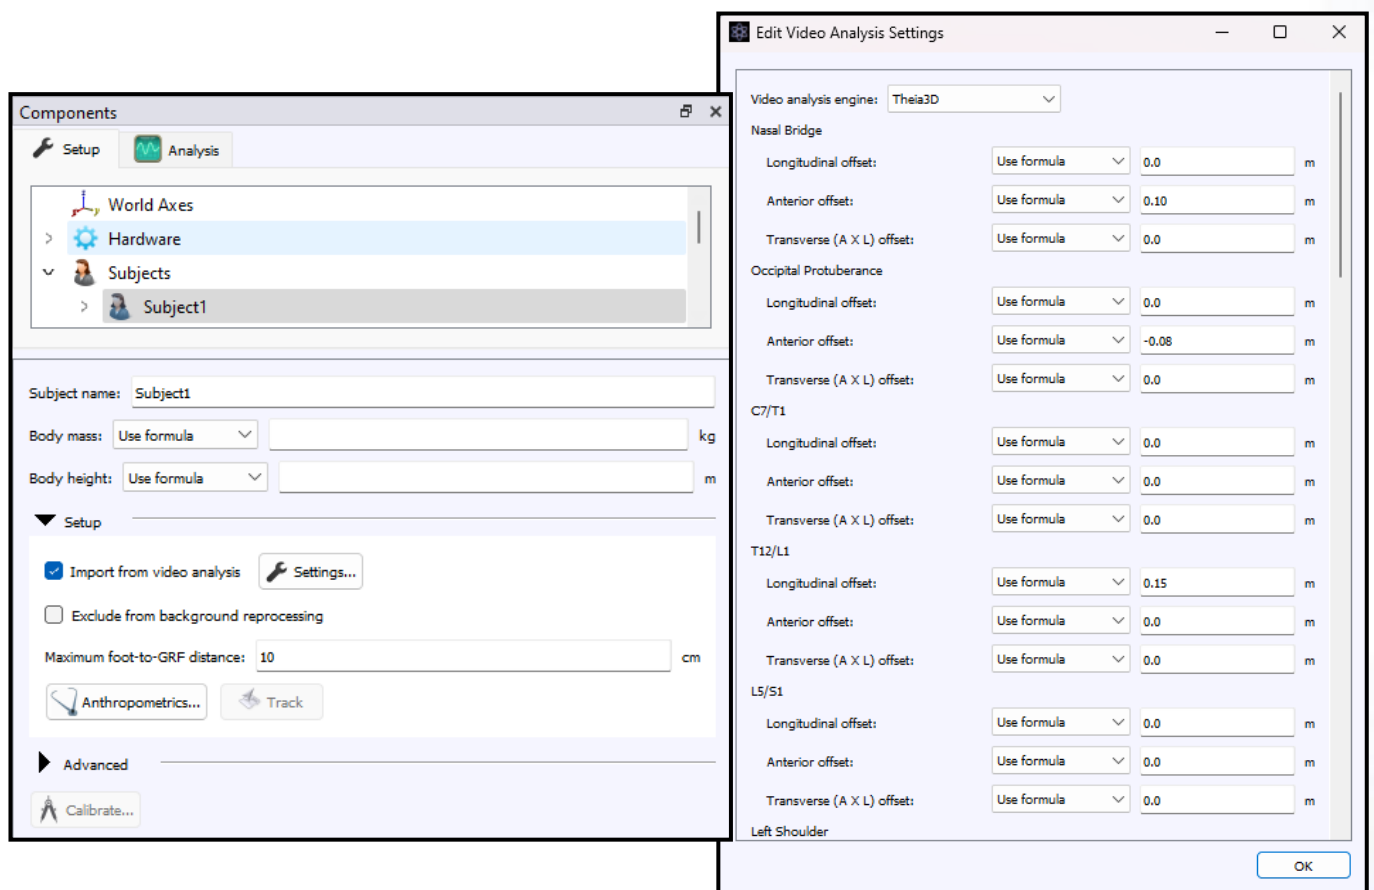 Components
Setup
Analysis
World Axes
Hardware
Subjects
Subject1
Subject name: Subject1
Body mass: Use formula kg
Body height: Use formula m
Setup
Import from video analysis Settings...
Exclude from background reprocessing
Maximum foot-to-GRF distance: 10 cm
Anthropometrics... Track
Advanced
Calibrate...
Edit Video Analysis Settings
Video analysis engine: Theia3D
Nasal Bridge
Longitudinal offset: Use formula 0.0 m
Anterior offset: Use formula 0.10 m
Transverse (A X L) offset: Use formula 0.0 m
Occipital Protuberance
Longitudinal offset: Use formula 0.0 m
Anterior offset: Use formula -0.08 m
Transverse (A X L) offset: Use formula 0.0 m
C7/T1
Longitudinal offset: Use formula 0.0 m
Anterior offset: Use formula 0.0 m
Transverse (A X L) offset: Use formula 0.0 m
T12/L1
Longitudinal offset: Use formula 0.15 m
Anterior offset: Use formula 0.0 m
Transverse (A X L) offset: Use formula 0.0 m
L5/S1
Longitudinal offset: Use formula 0.0 m
Anterior offset: Use formula 0.0 m
Transverse (A X L) offset: Use formula 0.0 m
Left Shoulder
OK